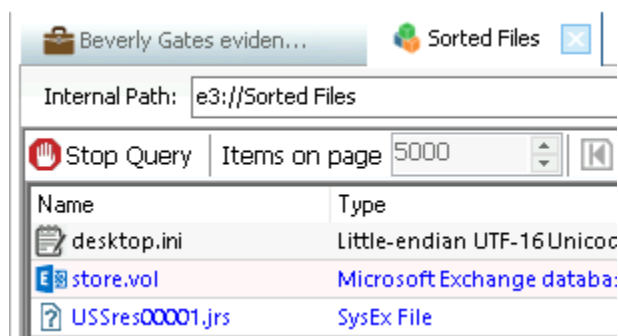 Beverly Gates eviden... Sorted Files
Internal Path: e3://Sorted Files
Stop Query Items on page 5000
Name Type
desktop.ini Little-endian UTF-16 Unicod
store.vol Microsoft Exchange databas
USSres00001.jrs SysEx File